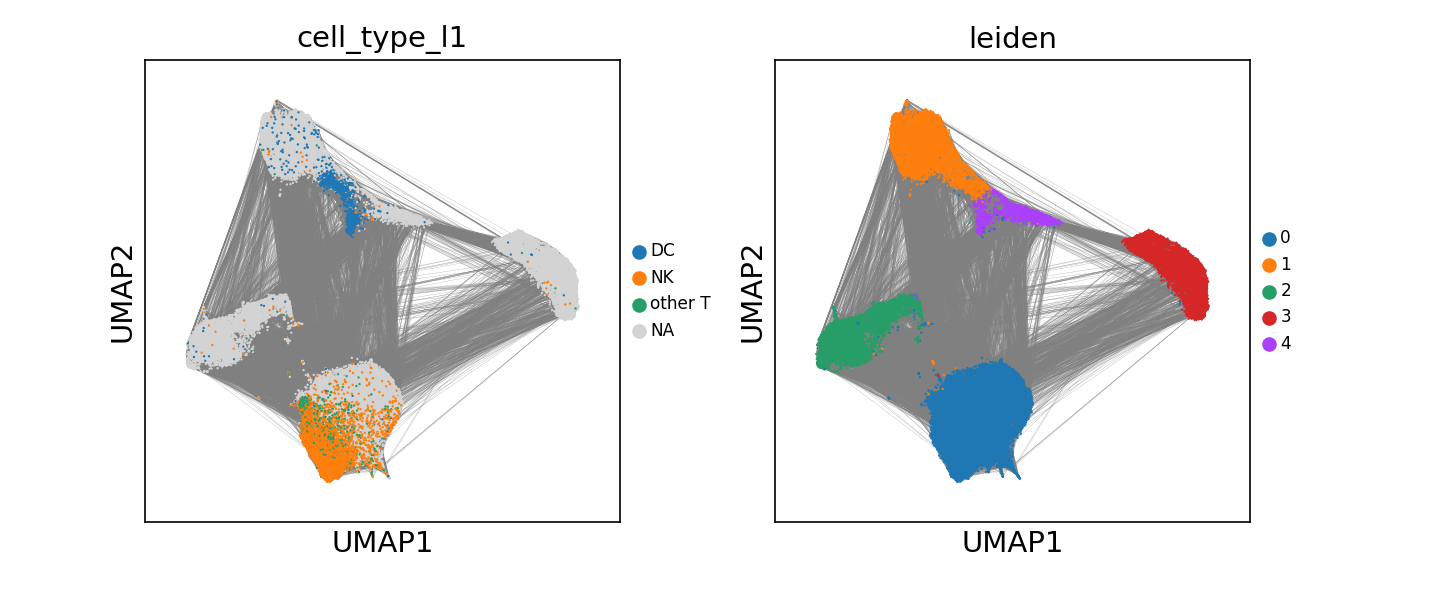 cell_type_l1
UMAP2
UMAP1
DC
NK
other T
NA
leiden
UMAP2
UMAP1
0
1
2
3
4